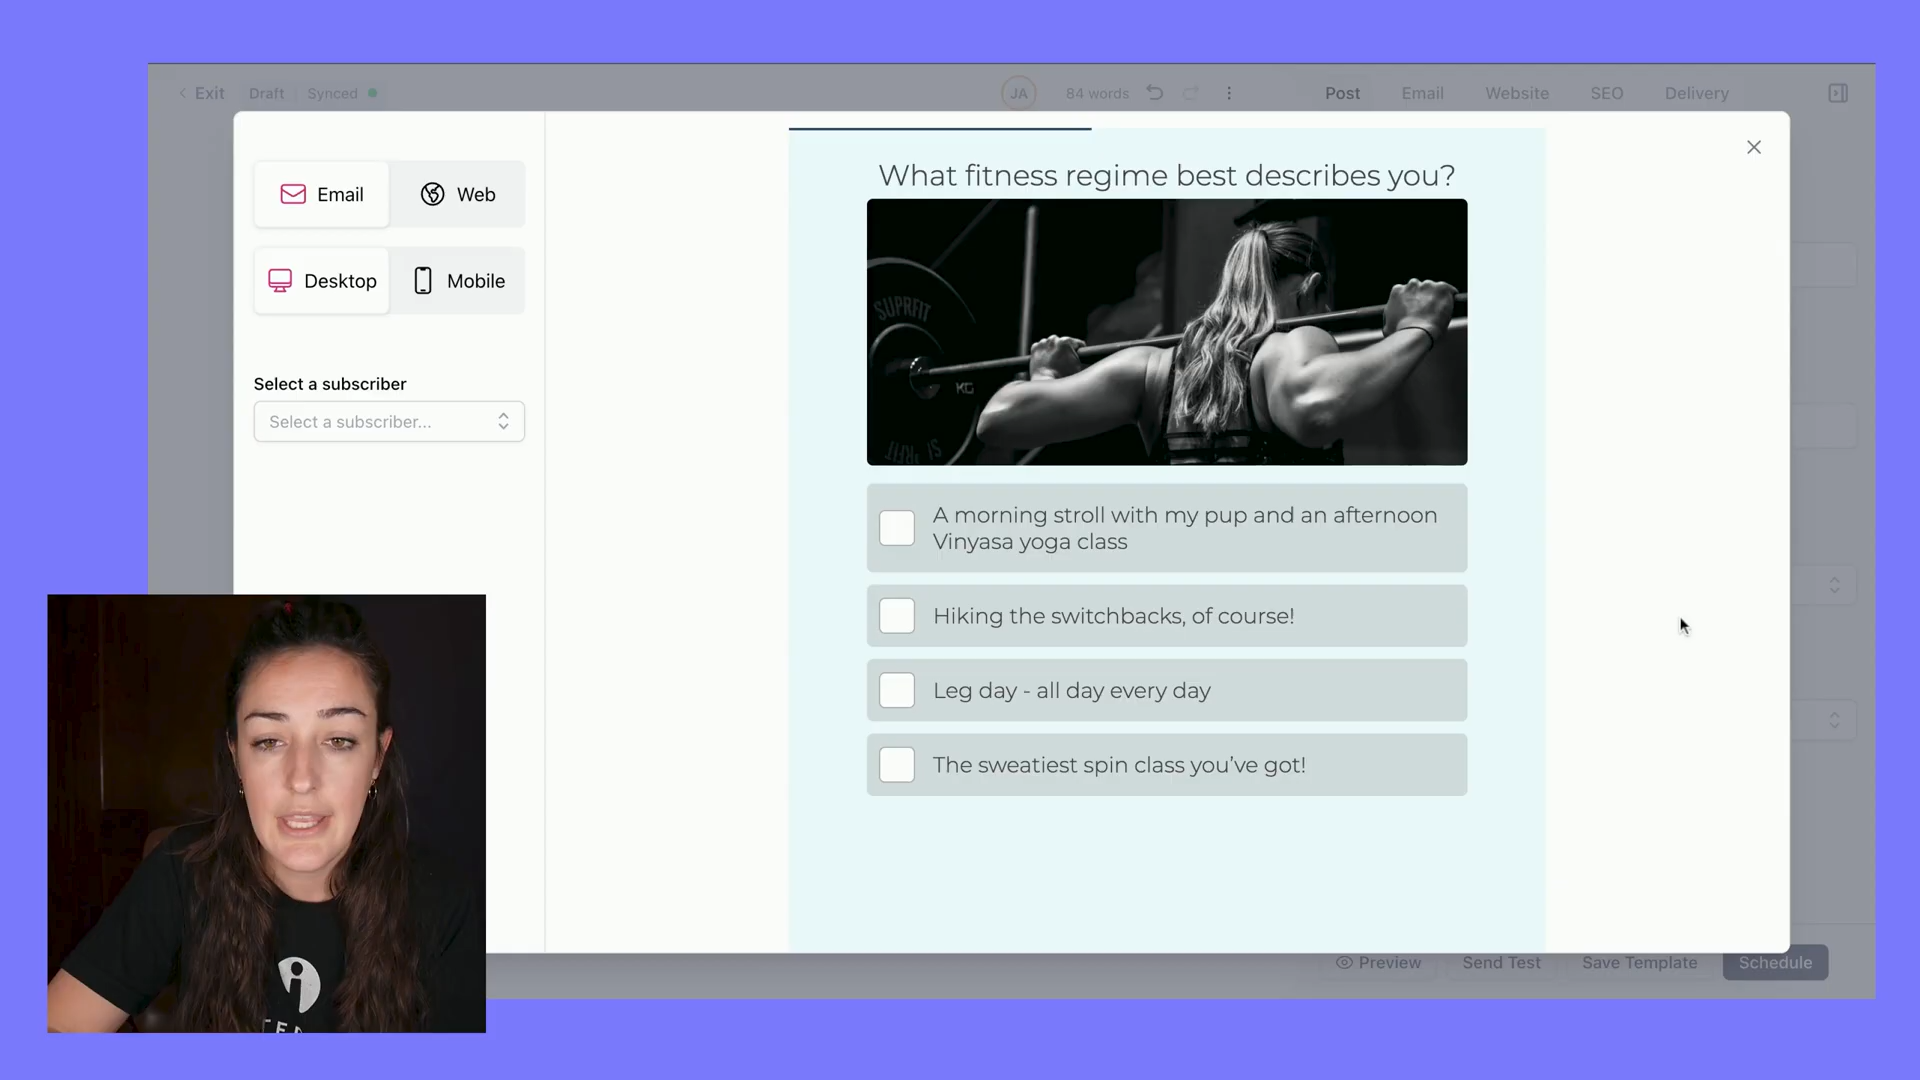 Exit
Draft
Synced
JA
84 words
Post
Email
Website
SEO
Delivery
Email
Web
Desktop
Mobile
Select a subscriber
Select a subscriber...
What fitness regime best describes you?
SUPRFIT
KG
A morning stroll with my pup and an afternoon
Vinyasa yoga class
Hiking the switchbacks, of course!
Leg day - all day every day
The sweatiest spin class you’ve got!
Preview
Send Test
Save Template
Schedule